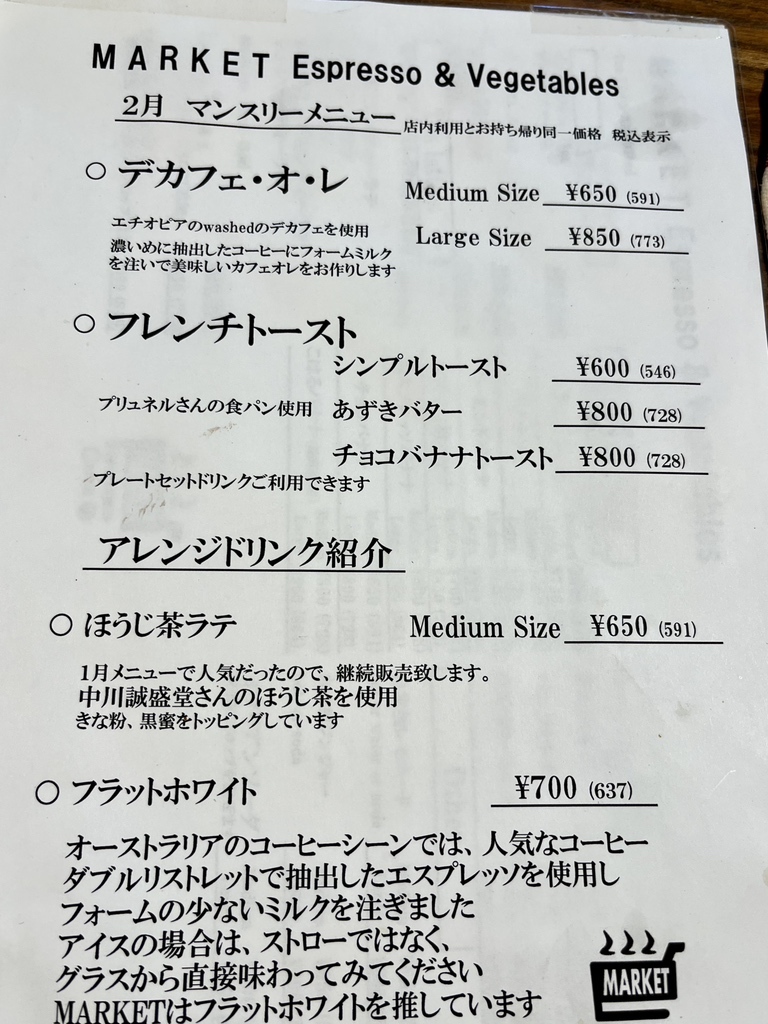 MARKET Espresso & Vegetables
2月 マンスリーメニュー 店内利用とお持ち帰り同一価格 税込表示
○ デカフェ・オ・レ Medium Size ¥650 (591)
エチオピアのwashedのデカフェを使用
Large Size ¥850 (773)
濃いめに抽出したコーヒーにフォームミルク
を注いで美味しいカフェオレをお作りします
○ フレンチトースト
シンプルトースト ¥600 (546)
プリュネルさんの食パン使用 あずきバター ¥800 (728)
チョコバナナトースト ¥800 (728)
プレートセットドリンクご利用できます
アレンジドリンク紹介
○ ほうじ茶ラテ Medium Size ¥650 (591)
1月メニューで人気だったので、継続販売致します。
中川誠盛堂さんのほうじ茶を使用
きな粉、黒蜜をトッピングしています
○ フラットホワイト ¥700 (637)
オーストラリアのコーヒーシーンでは、人気なコーヒー
ダブルリストレットで抽出したエスプレッソを使用し
フォームの少ないミルクを注ぎました
アイスの場合は、ストローではなく、
グラスから直接味わってみてください
MARKETはフラットホワイトを推しています
MARKET